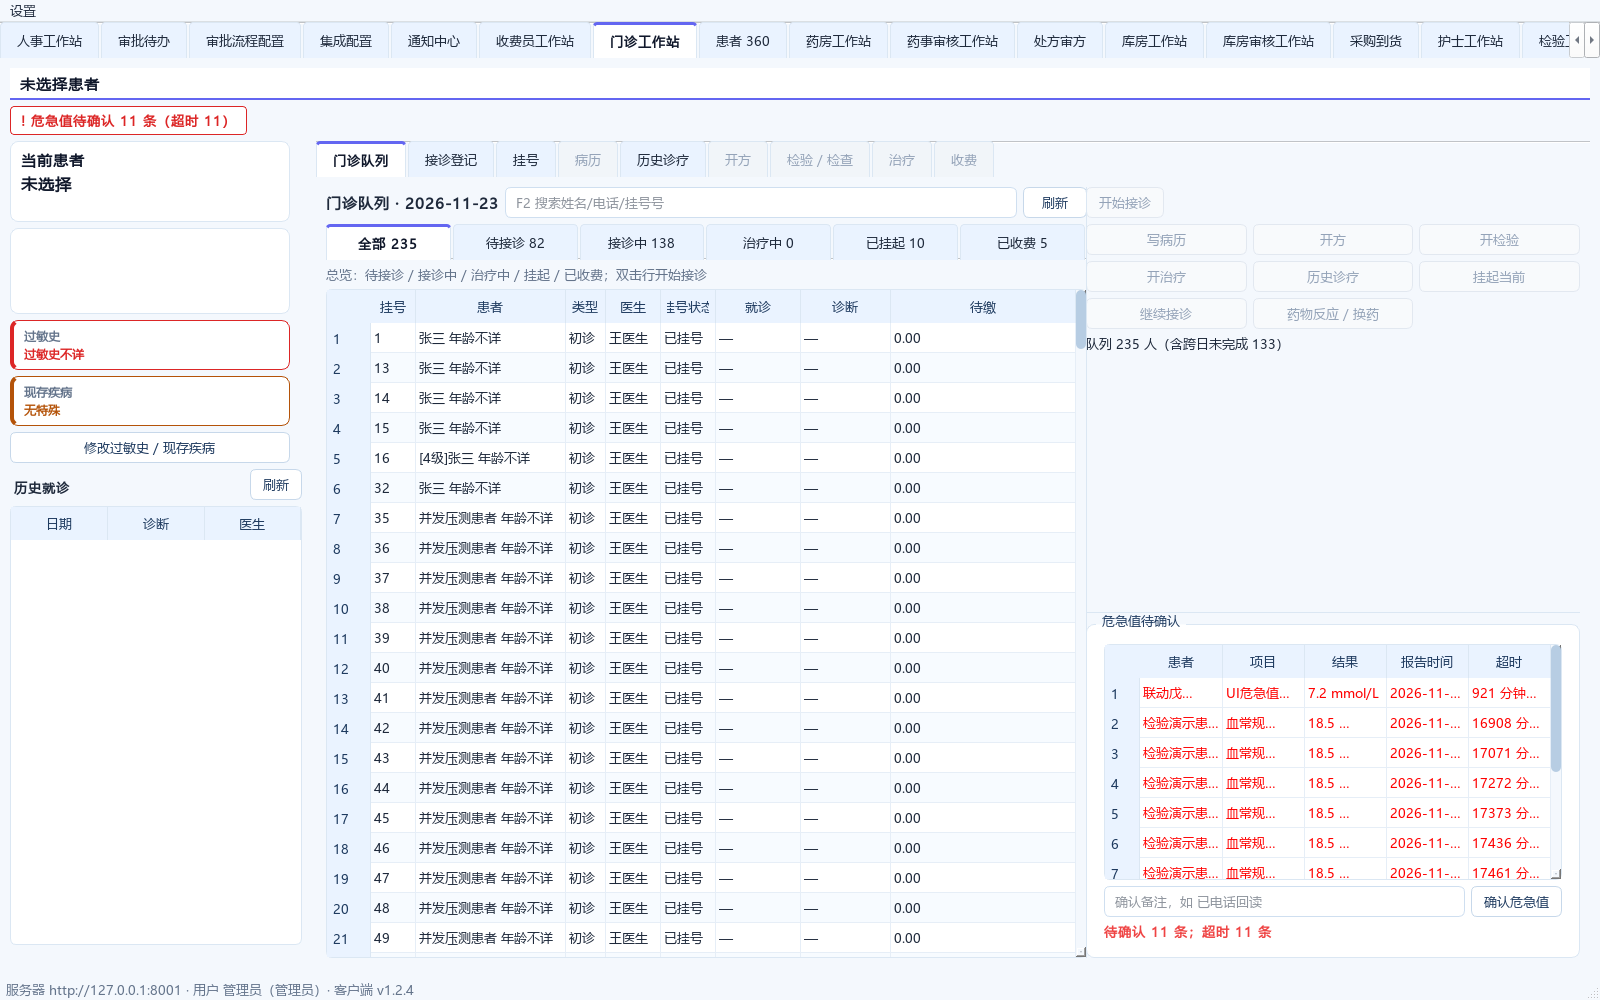 设置
人事工作站 审批待办 审批流程配置 集成配置 通知中心 收费员工作站 门诊工作站 患者 360 药房工作站 药事审核工作站 处方审方 库房工作站 库房审核工作站 采购到货 护士工作站 检验
未选择患者
! 危急值待确认 11 条（超时 11）
当前患者
未选择
过敏史
过敏史不详
现存疾病
无特殊
修改过敏史 / 现存疾病
历史就诊 刷新
日期 诊断 医生
门诊队列 接诊登记 挂号 病历 历史诊疗 开方 检验 / 检查 治疗 收费
门诊队列 · 2026-11-23 F2 搜索姓名/电话/挂号号 刷新 开始接诊
全部 235 待接诊 82 接诊中 138 治疗中 0 已挂起 10 已收费 5
总览：待接诊 / 接诊中 / 治疗中 / 挂起 / 已收费；双击行开始接诊
挂号 患者 类型 医生 挂号状态 就诊 诊断 待缴
1 1 张三 年龄不详 初诊 王医生 已挂号 — — 0.00
2 13 张三 年龄不详 初诊 王医生 已挂号 — — 0.00
3 14 张三 年龄不详 初诊 王医生 已挂号 — — 0.00
4 15 张三 年龄不详 初诊 王医生 已挂号 — — 0.00
5 16 [4级]张三 年龄不详 初诊 王医生 已挂号 — — 0.00
6 32 张三 年龄不详 初诊 王医生 已挂号 — — 0.00
7 35 并发压测患者 年龄不详 初诊 王医生 已挂号 — — 0.00
8 36 并发压测患者 年龄不详 初诊 王医生 已挂号 — — 0.00
9 37 并发压测患者 年龄不详 初诊 王医生 已挂号 — — 0.00
10 38 并发压测患者 年龄不详 初诊 王医生 已挂号 — — 0.00
11 39 并发压测患者 年龄不详 初诊 王医生 已挂号 — — 0.00
12 40 并发压测患者 年龄不详 初诊 王医生 已挂号 — — 0.00
13 41 并发压测患者 年龄不详 初诊 王医生 已挂号 — — 0.00
14 42 并发压测患者 年龄不详 初诊 王医生 已挂号 — — 0.00
15 43 并发压测患者 年龄不详 初诊 王医生 已挂号 — — 0.00
16 44 并发压测患者 年龄不详 初诊 王医生 已挂号 — — 0.00
17 45 并发压测患者 年龄不详 初诊 王医生 已挂号 — — 0.00
18 46 并发压测患者 年龄不详 初诊 王医生 已挂号 — — 0.00
19 47 并发压测患者 年龄不详 初诊 王医生 已挂号 — — 0.00
20 48 并发压测患者 年龄不详 初诊 王医生 已挂号 — — 0.00
21 49 并发压测患者 年龄不详 初诊 王医生 已挂号 — — 0.00
写病历 开方 开检验
开治疗 历史诊疗 挂起当前
继续接诊 药物反应 / 换药
队列 235 人（含跨日未完成 133）
危急值待确认
患者 项目 结果 报告时间 超时
1 联动戊… UI危急值… 7.2 mmol/L 2026-11-… 921 分钟…
2 检验演示患… 血常规… 18.5 … 2026-11-… 16908 分…
3 检验演示患… 血常规… 18.5 … 2026-11-… 17071 分…
4 检验演示患… 血常规… 18.5 … 2026-11-… 17272 分…
5 检验演示患… 血常规… 18.5 … 2026-11-… 17373 分…
6 检验演示患… 血常规… 18.5 … 2026-11-… 17436 分…
7 检验演示患… 血常规… 18.5 … 2026-11-… 17461 分…
确认备注，如 已电话回读 确认危急值
待确认 11 条；超时 11 条
服务器 http://127.0.0.1:8001 · 用户 管理员（管理员）· 客户端 v1.2.4